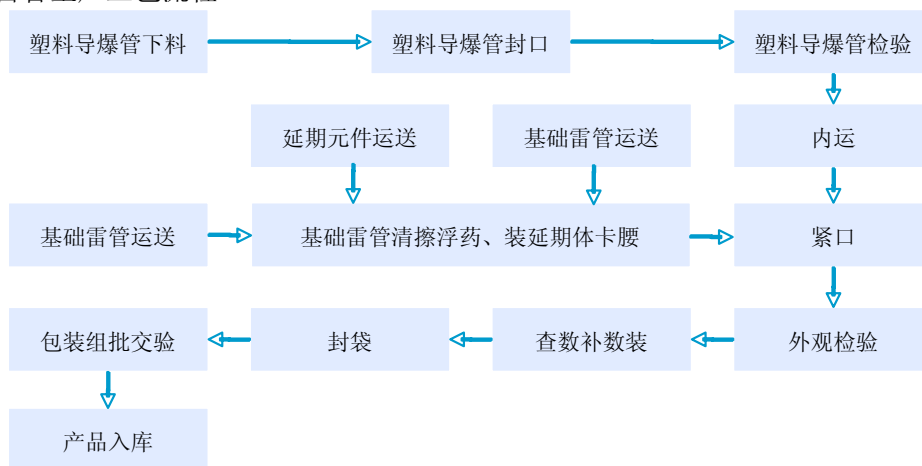 塑料导爆管下料
塑料导爆管封口
塑料导爆管检验
延期元件运送
基础雷管运送
内运
基础雷管运送
基础雷管清擦浮药、装延期体卡腰
紧口
包装组批交验
封袋
查数补数装
外观检验
产品入库